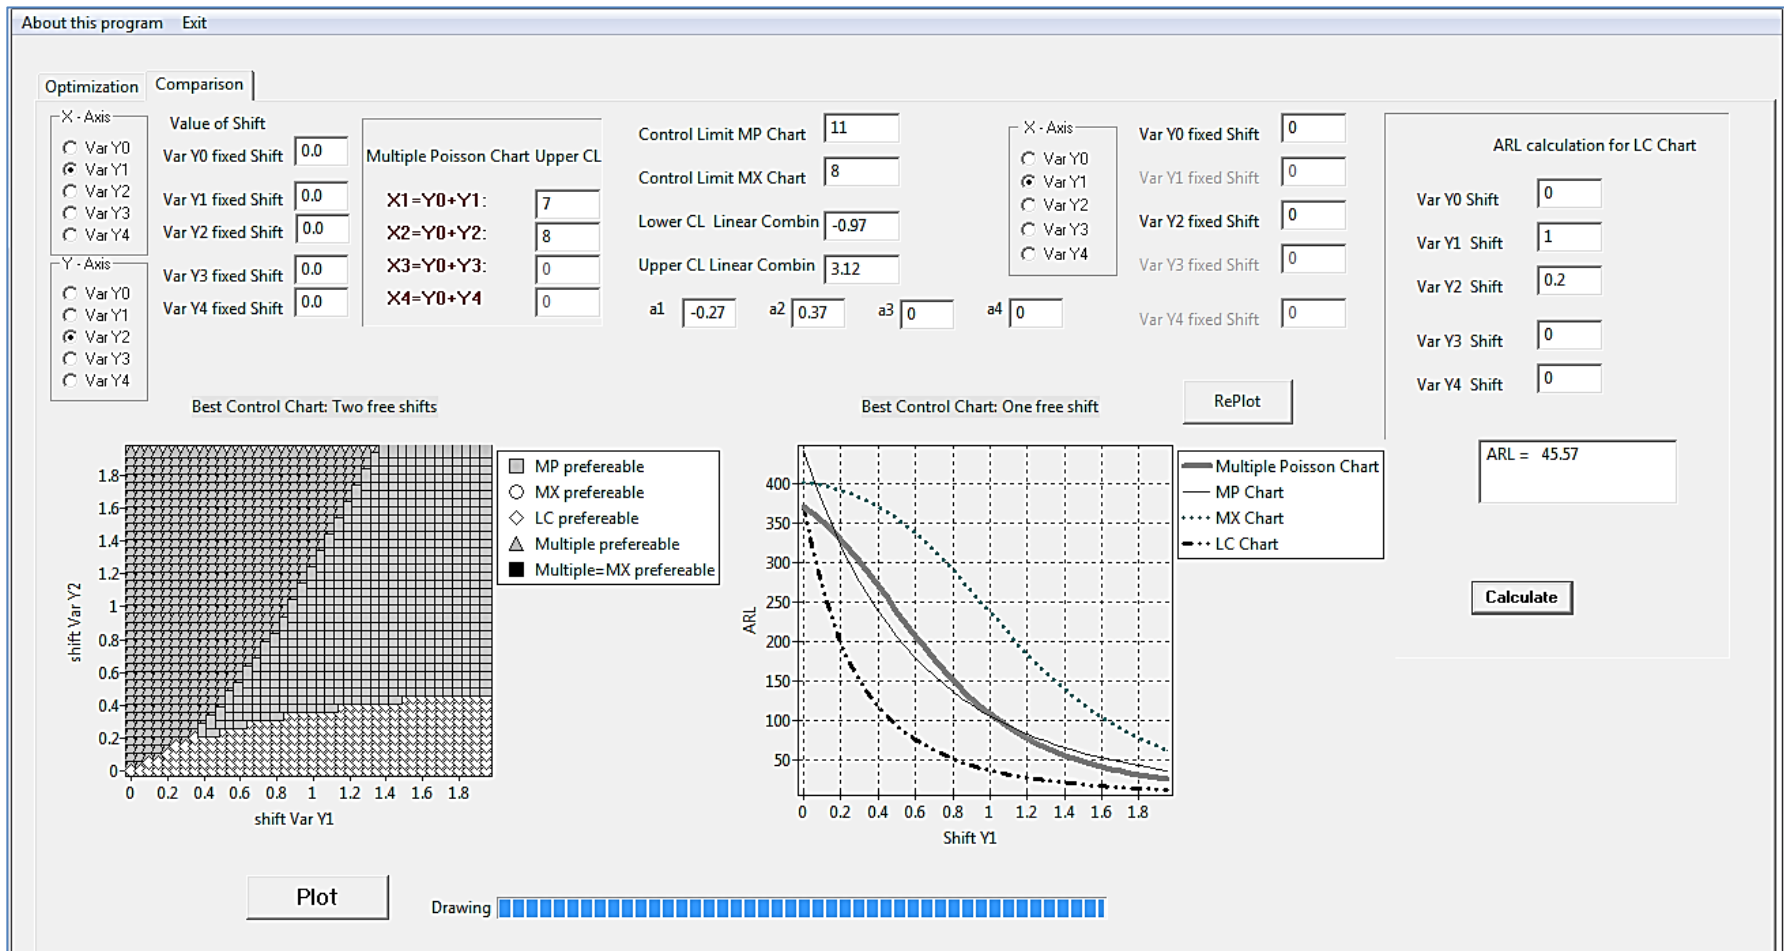 About this program Exit
Optimization Comparison
X - Axis
Var Y0
Var Y1
Var Y2
Var Y3
Var Y4
Y - Axis
Var Y0
Var Y1
Var Y2
Var Y3
Var Y4
Value of Shift
Var Y0 fixed Shift 0.0
Var Y1 fixed Shift 0.0
Var Y2 fixed Shift 0.0
Var Y3 fixed Shift 0.0
Var Y4 fixed Shift 0.0
Multiple Poisson Chart Upper CL
X1=Y0+Y1: 7
X2=Y0+Y2: 8
X3=Y0+Y3: 0
X4=Y0+Y4 0
Control Limit MP Chart 11
Control Limit MX Chart 8
Lower CL Linear Combin -0.97
Upper CL Linear Combin 3.12
a1 -0.27 a2 0.37 a3 0 a4 0
X - Axis
Var Y0
Var Y1
Var Y2
Var Y3
Var Y4
Var Y0 fixed Shift 0
Var Y1 fixed Shift 0
Var Y2 fixed Shift 0
Var Y3 fixed Shift 0
Var Y4 fixed Shift 0
ARL calculation for LC Chart
Var Y0 Shift 0
Var Y1 Shift 1
Var Y2 Shift 0.2
Var Y3 Shift 0
Var Y4 Shift 0
ARL = 45.57
Calculate
Best Control Chart: Two free shifts
shift Var Y2
1.8
1.6
1.4
1.2
1
0.8
0.6
0.4
0.2
0
0 0.2 0.4 0.6 0.8 1 1.2 1.4 1.6 1.8
shift Var Y1
MP prefereable
MX prefereable
LC prefereable
Multiple prefereable
Multiple=MX prefereable
Best Control Chart: One free shift
RePlot
ARL
400
350
300
250
200
150
100
50
0 0.2 0.4 0.6 0.8 1 1.2 1.4 1.6 1.8
Shift Y1
Multiple Poisson Chart
MP Chart
MX Chart
LC Chart
Plot
Drawing